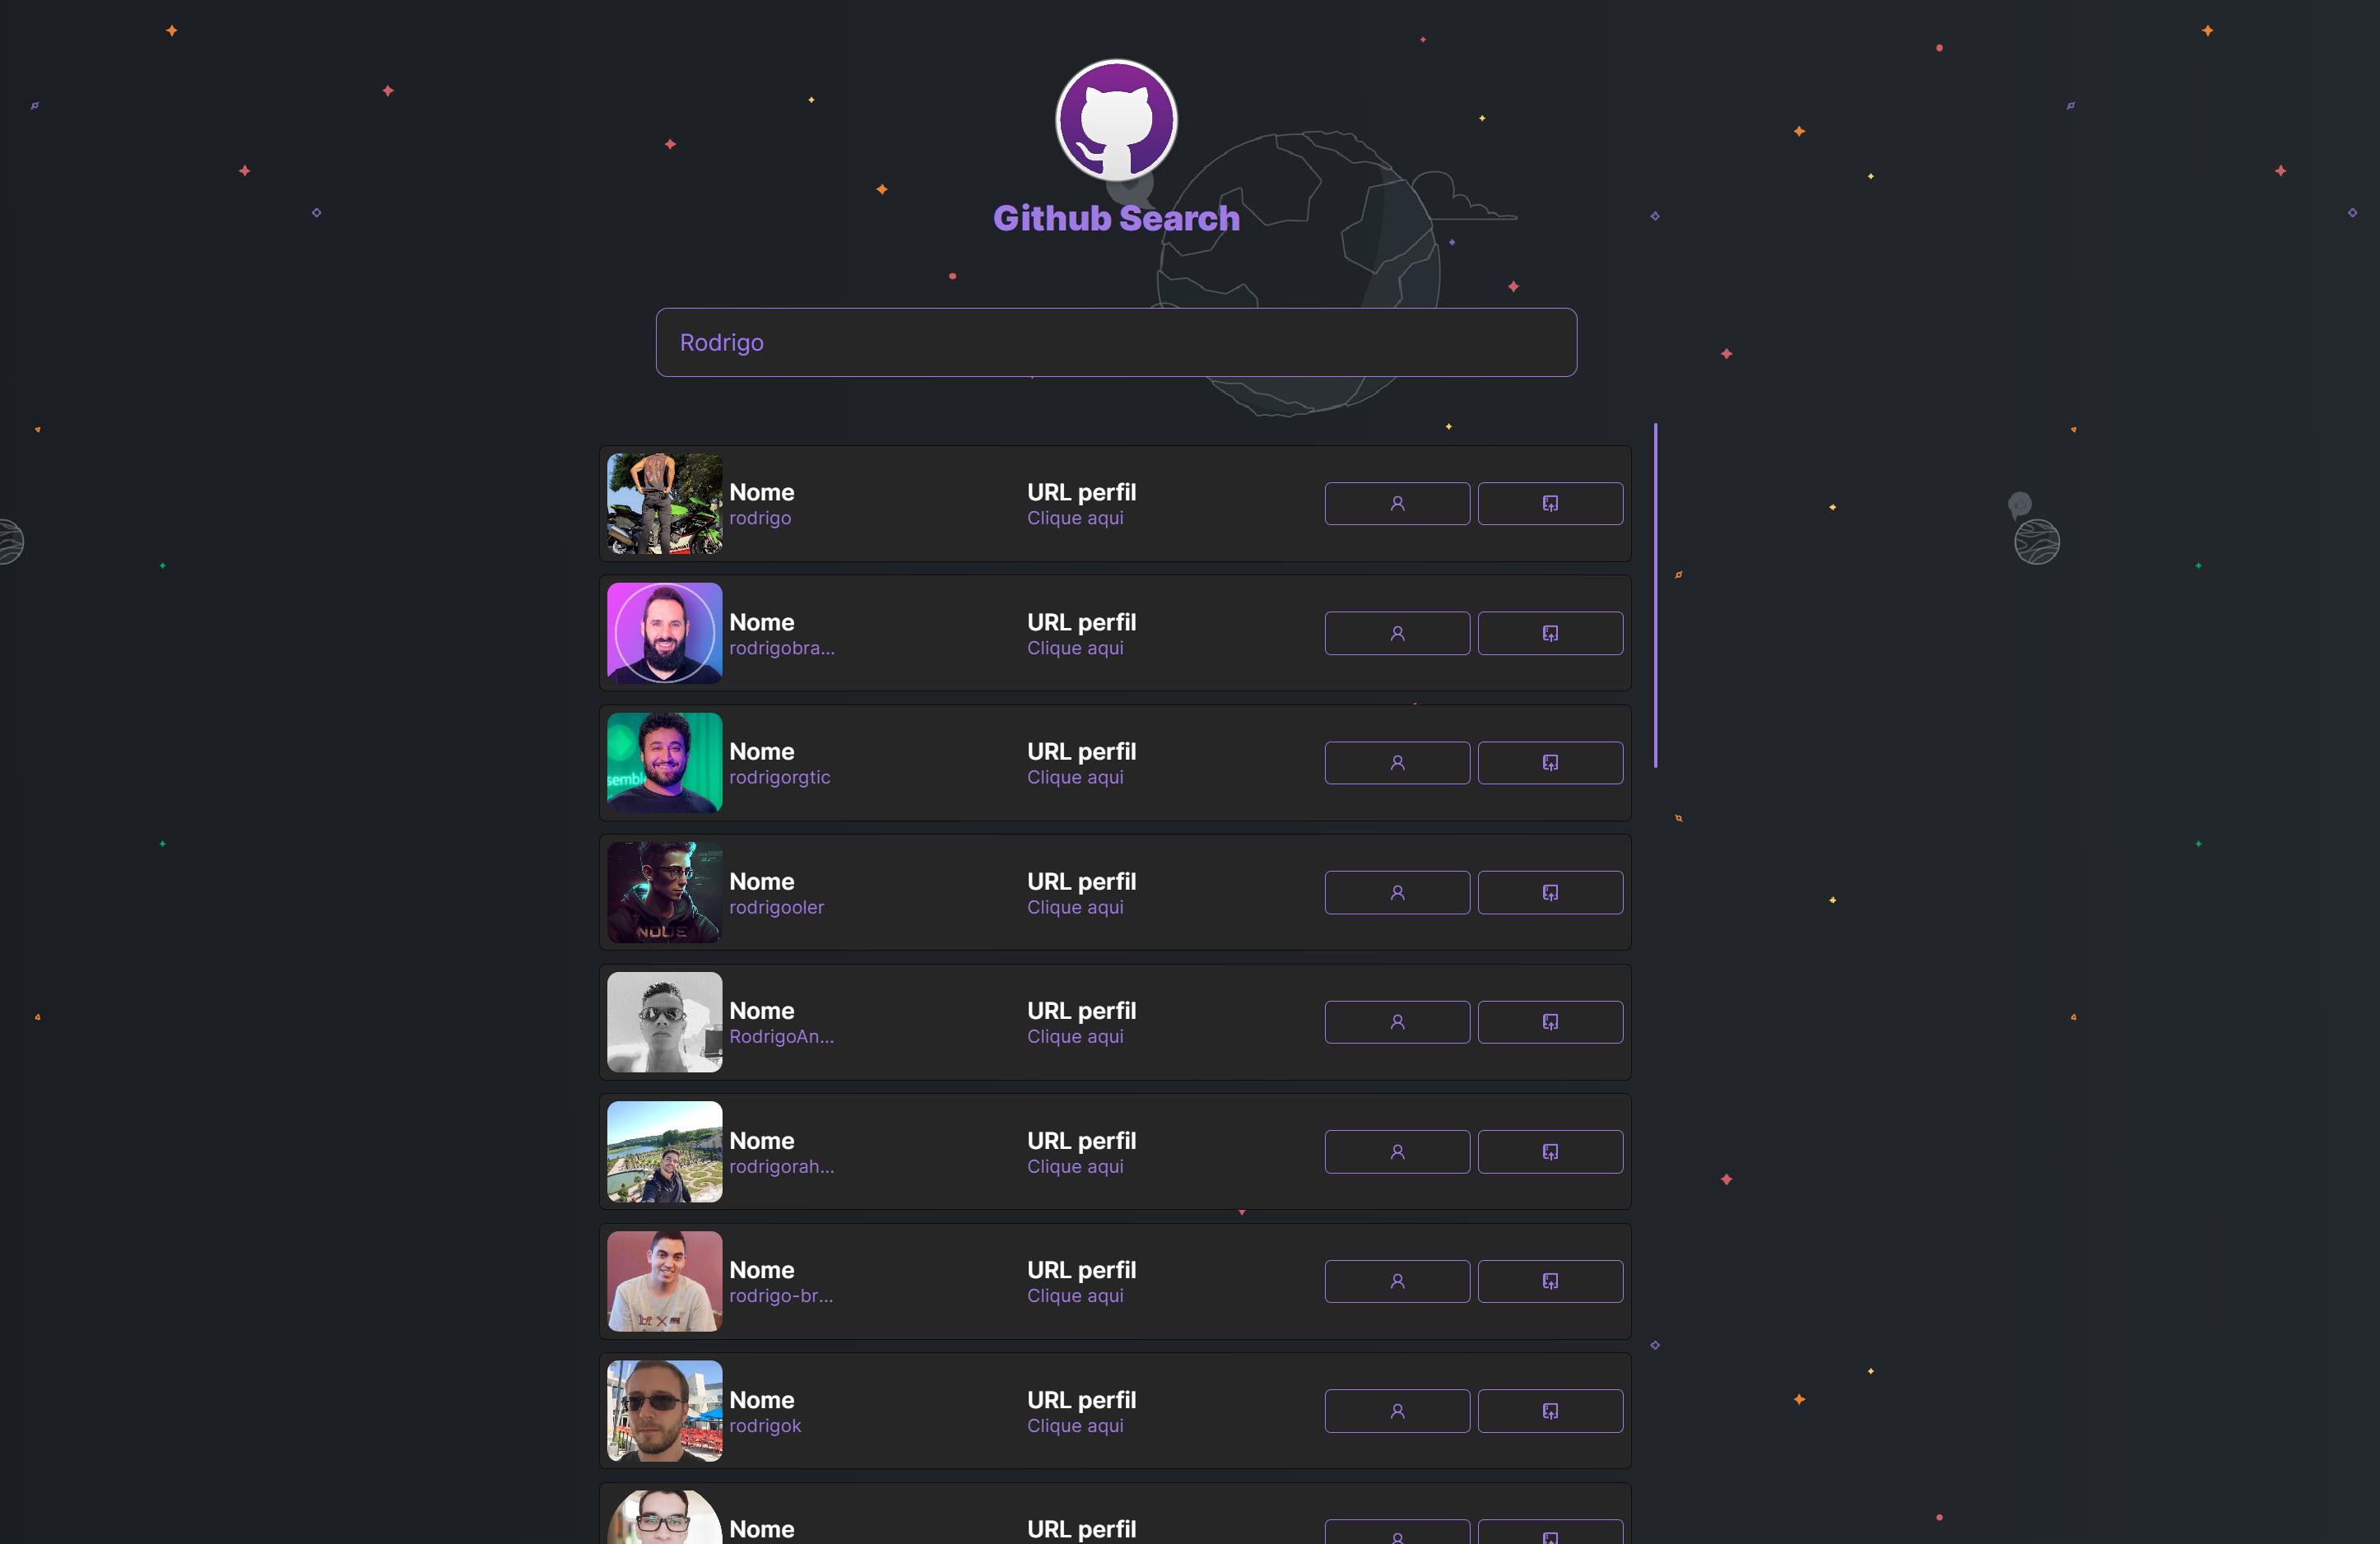 Github Search
Rodrigo
Nome URL perfil
rodrigo Clique aqui
Nome URL perfil
rodrigobra... Clique aqui
sembl
Nome URL perfil
rodrigorgtic Clique aqui
Nome URL perfil
rodrigooler Clique aqui
NODE
Nome URL perfil
RodrigoAn... Clique aqui
Nome URL perfil
rodrigorah... Clique aqui
Nome URL perfil
rodrigo-br... Clique aqui
Nome URL perfil
rodrigok Clique aqui
Nome URL perfil